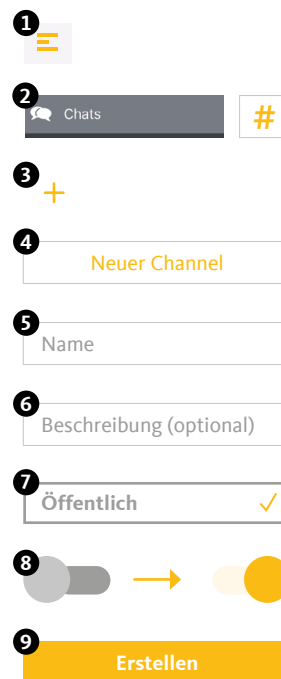 1
2
Chats
#
3
+
4
Neuer Channel
5
Name
6
Beschreibung (optional)
7
Öffentlich
8
9
Erstellen